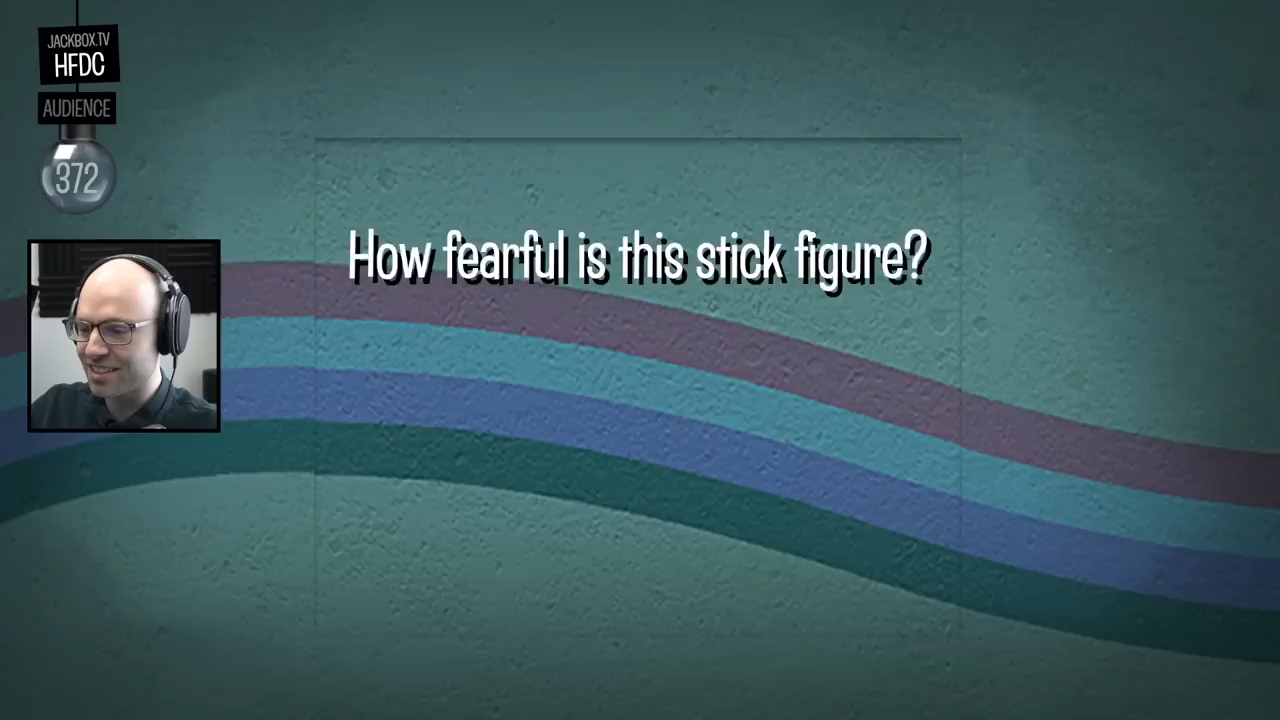 JACKBOX.TV
HFDC
AUDIENCE
372
How fearful is this stick figure?